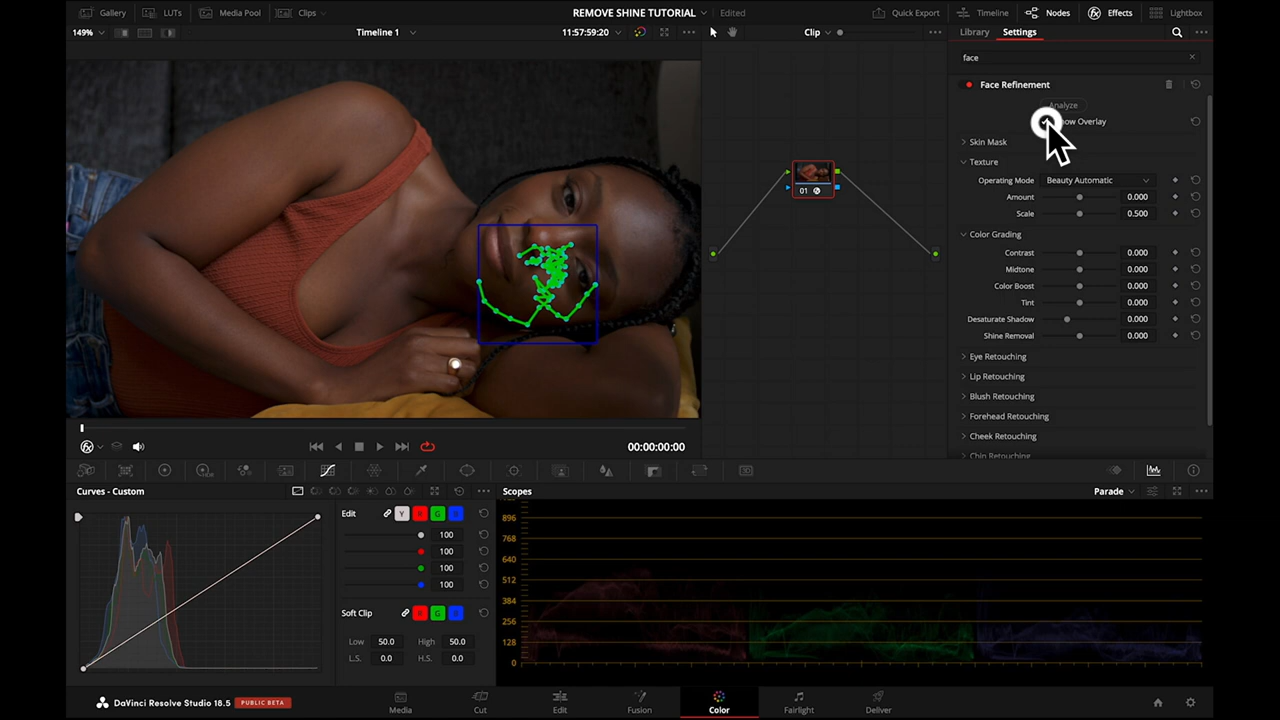 Gallery LUTs Media Pool Clips REMOVE SHINE TUTORIAL Edited Quick Export Timeline Nodes Effects Lightbox
149% Timeline 1 11:57:59:20 Clip Library Settings
face
Face Refinement
Analyze
ow Overlay
Skin Mask
Texture
Operating Mode Beauty Automatic
Amount 0.000
Scale 0.500
Color Grading
Contrast 0.000
Midtone 0.000
Color Boost 0.000
Tint 0.000
Desaturate Shadow 0.000
Shine Removal 0.000
Eye Retouching
Lip Retouching
Blush Retouching
Forehead Retouching
Cheek Retouching
Chin Retouching
01
00:00:00:00
Curves - Custom
Edit Y R G B
100
100
100
100
Soft Clip R G B
Low 50.0 High 50.0
L.S. 0.0 H.S. 0.0
Scopes Parade
896
768
640
512
384
256
128
0
DaVinci Resolve Studio 18.5 PUBLIC BETA
Media Cut Edit Fusion Color Fairlight Deliver